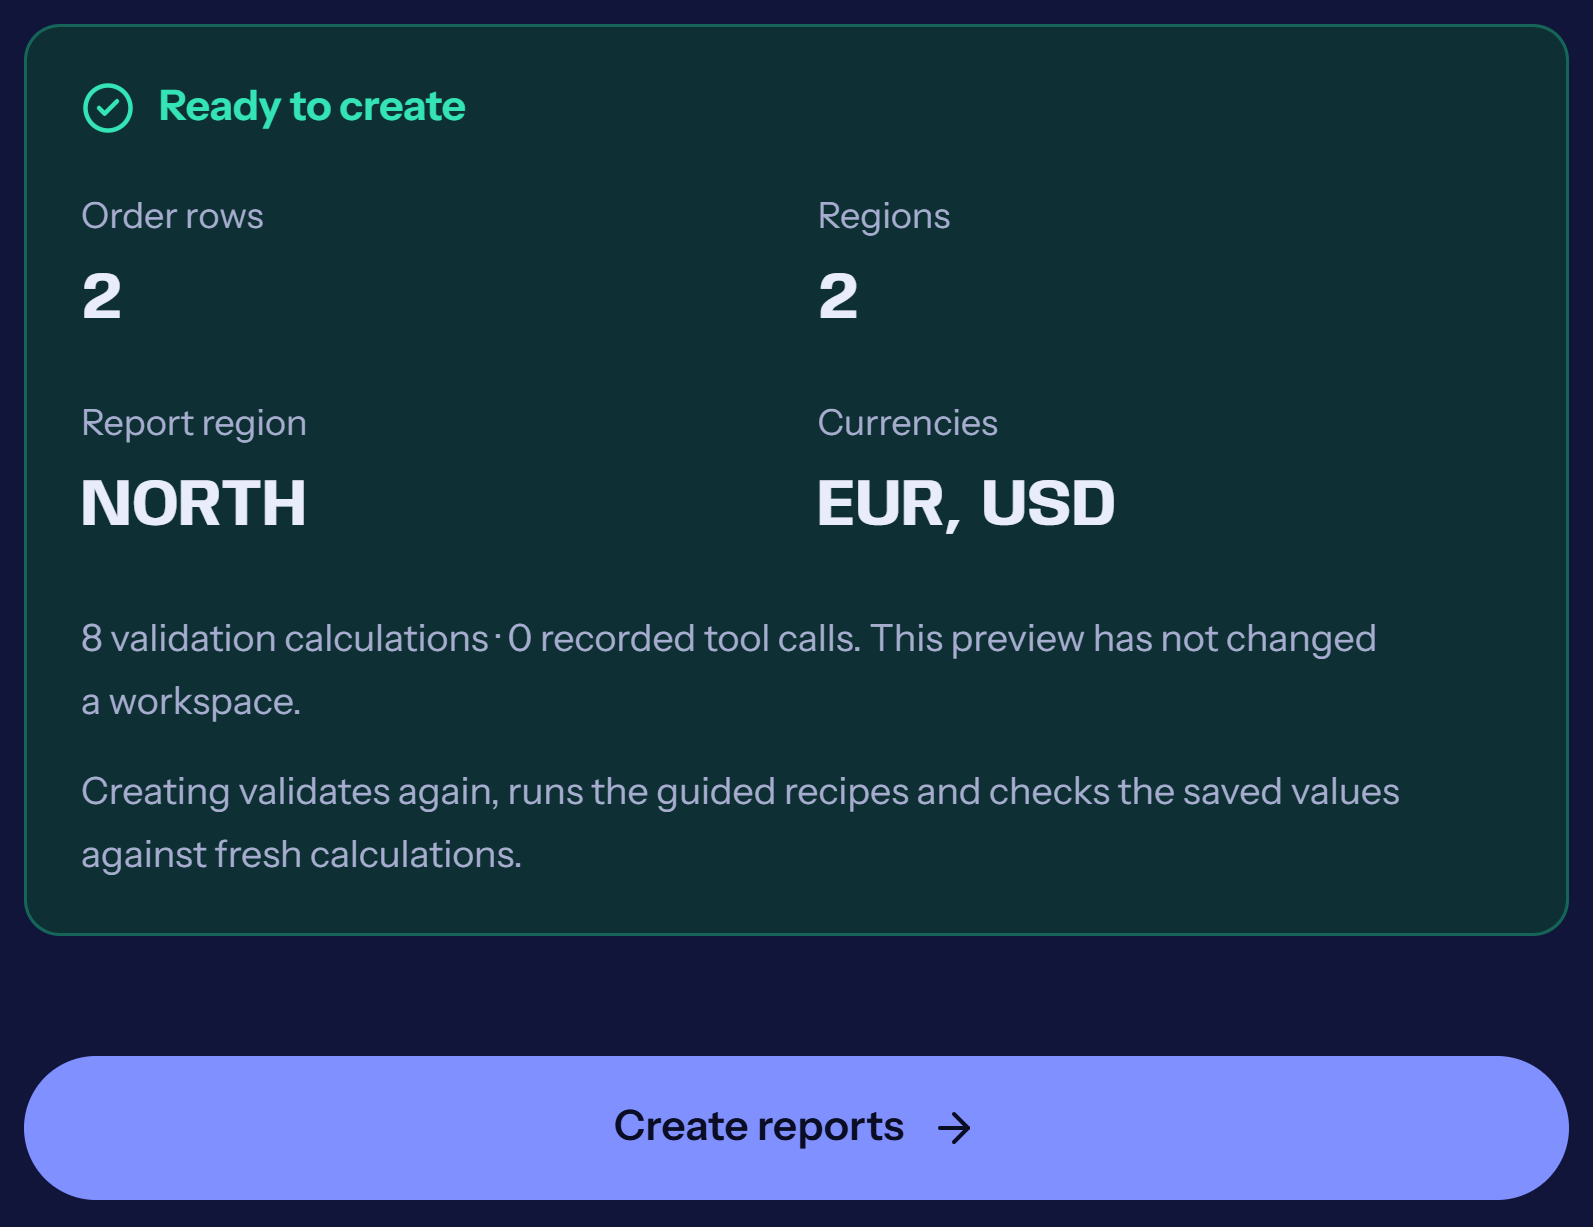 Ready to create
Order rows
2
Regions
2
Report region
NORTH
Currencies
EUR, USD
8 validation calculations · 0 recorded tool calls. This preview has not changed
a workspace.
Creating validates again, runs the guided recipes and checks the saved values
against fresh calculations.
Create reports →